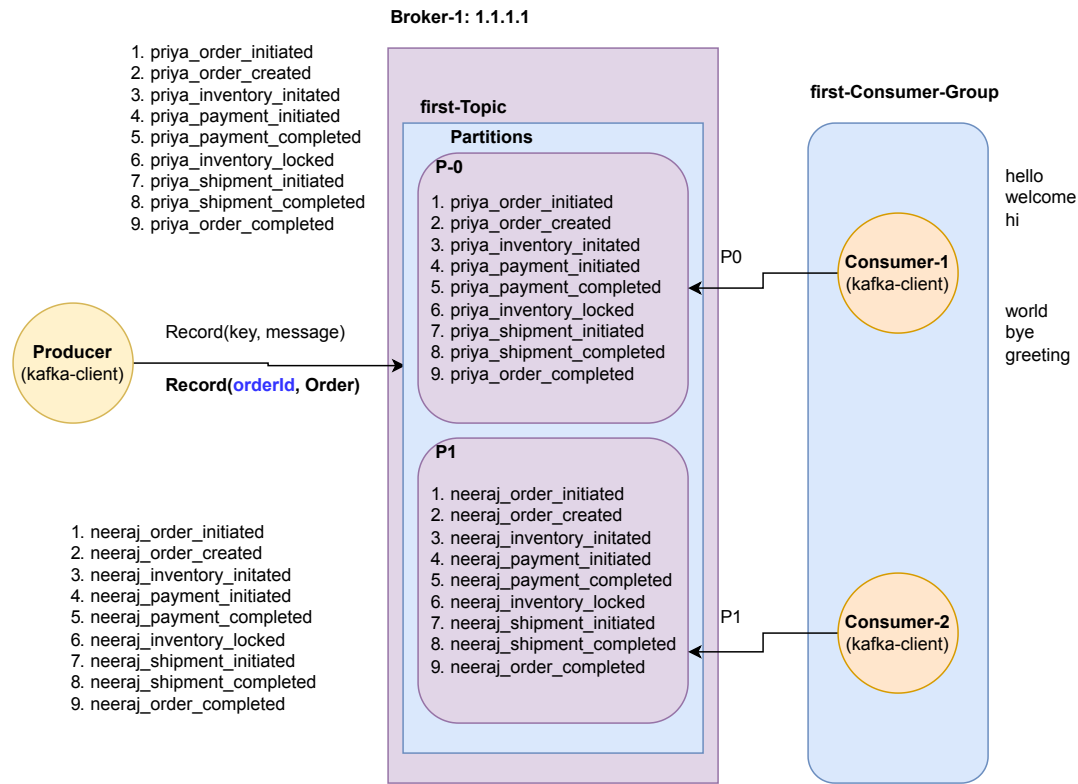 Broker-1: 1.1.1.1
1. priya_order_initiated
2. priya_order_created
3. priya_inventory_initated
4. priya_payment_initiated
5. priya_payment_completed
6. priya_inventory_locked
7. priya_shipment_initiated
8. priya_shipment_completed
9. priya_order_completed
first-Topic
Partitions
P-0
1. priya_order_initiated
2. priya_order_created
3. priya_inventory_initated
4. priya_payment_initiated
5. priya_payment_completed
6. priya_inventory_locked
7. priya_shipment_initiated
8. priya_shipment_completed
9. priya_order_completed
first-Consumer-Group
hello
welcome
hi
P0
Consumer-1
(kafka-client)
world
bye
greeting
Producer
(kafka-client)
Record(key, message)
Record(orderId, Order)
P1
1. neeraj_order_initiated
2. neeraj_order_created
3. neeraj_inventory_initated
4. neeraj_payment_initiated
5. neeraj_payment_completed
6. neeraj_inventory_locked
7. neeraj_shipment_initiated
8. neeraj_shipment_completed
9. neeraj_order_completed
1. neeraj_order_initiated
2. neeraj_order_created
3. neeraj_inventory_initated
4. neeraj_payment_initiated
5. neeraj_payment_completed
6. neeraj_inventory_locked
7. neeraj_shipment_initiated
8. neeraj_shipment_completed
9. neeraj_order_completed
P1
Consumer-2
(kafka-client)